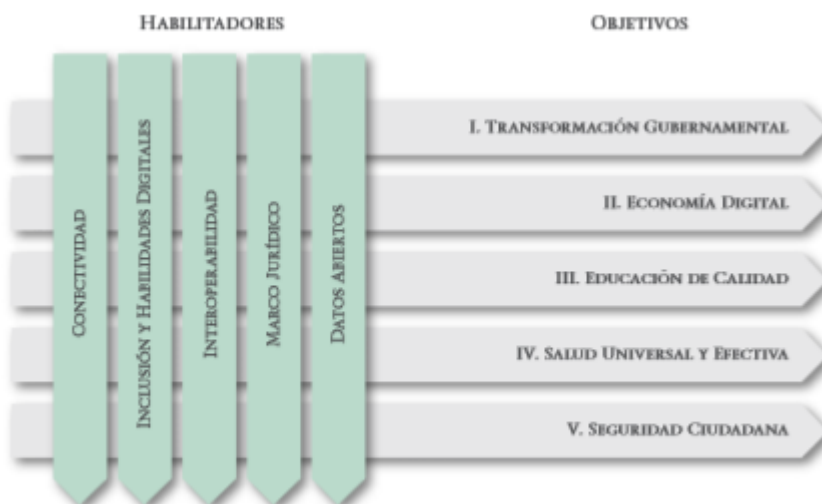 HABILITADORES
OBJETIVOS
CONECTIVIDAD
INCLUSIÓN Y HABILIDADES DIGITALES
INTEROPERABILIDAD
MARCO JURÍDICO
DATOS ABIERTOS
I. TRANSFORMACIÓN GUBERNAMENTAL
II. ECONOMÍA DIGITAL
III. EDUCACIÓN DE CALIDAD
IV. SALUD UNIVERSAL Y EFECTIVA
V. SEGURIDAD CIUDADANA